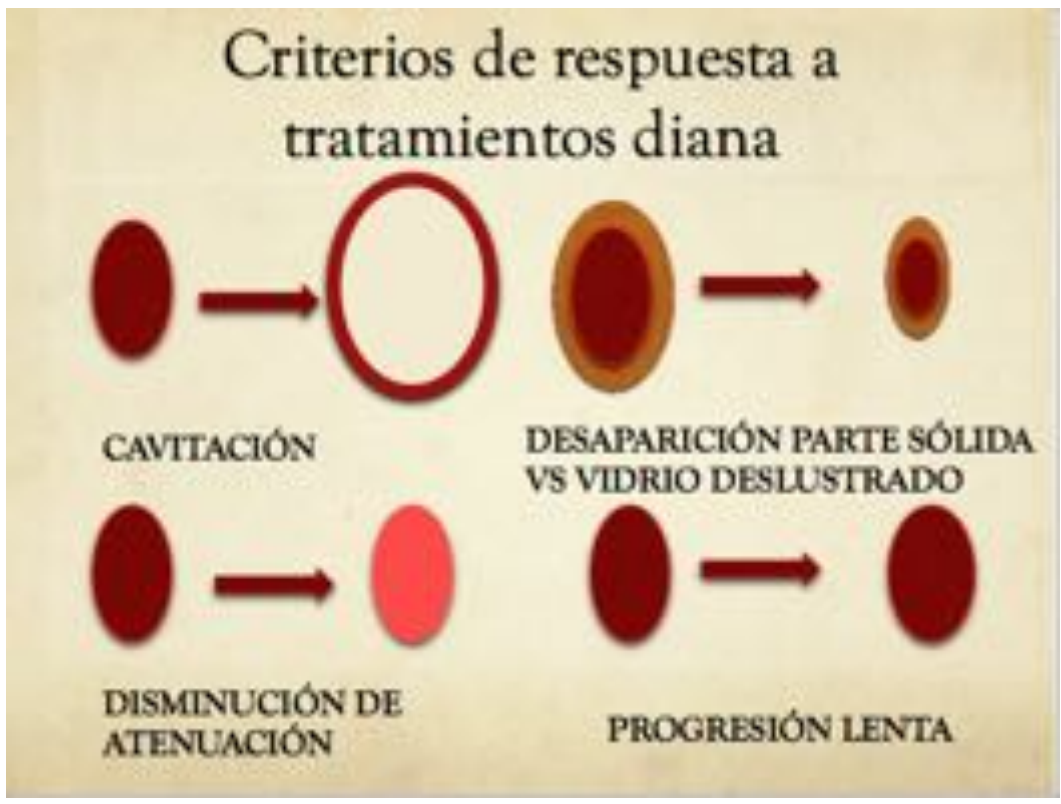 Criterios de respuesta a
tratamientos diana
CAVITACIÓN
DESAPARICIÓN PARTE SÓLIDA
VS VIDRIO DESLUSTRADO
DISMINUCIÓN DE
ATENUACIÓN
PROGRESIÓN LENTA